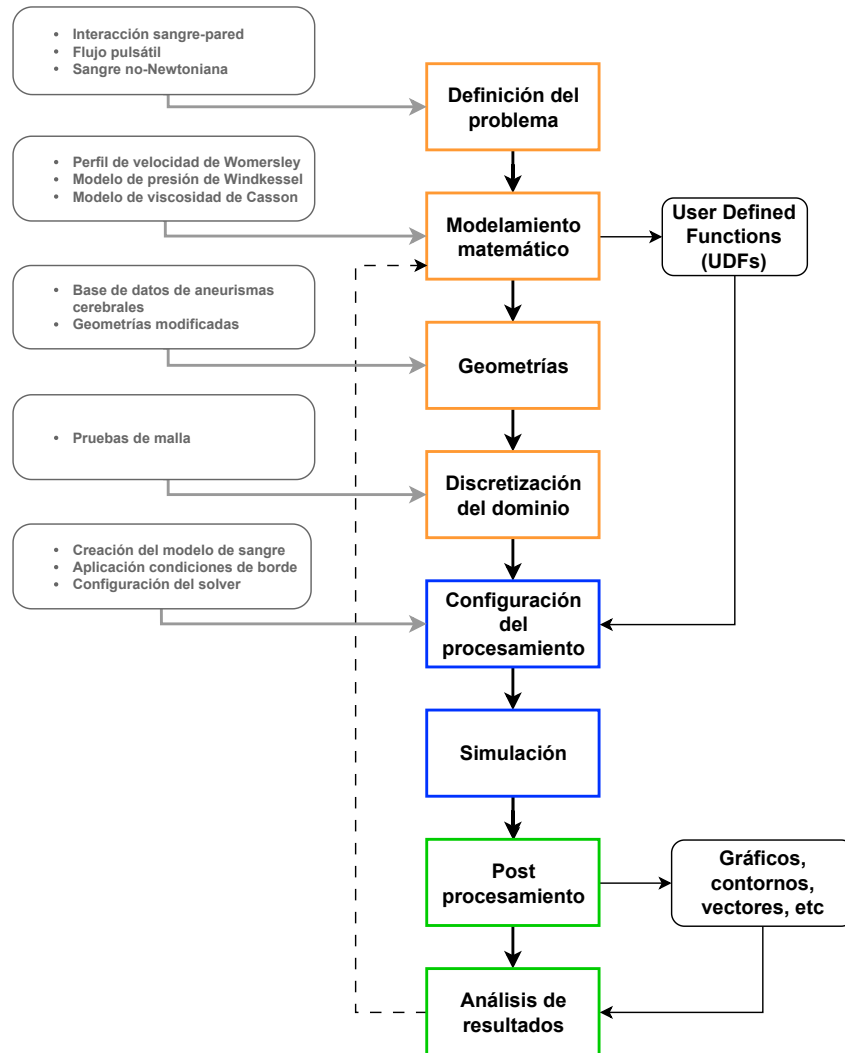 • Interacción sangre-pared
• Flujo pulsátil
• Sangre no-Newtoniana
Definición del
problema
• Perfil de velocidad de Womersley
• Modelo de presión de Windkessel
• Modelo de viscosidad de Casson
Modelamiento
matemático
User Defined
Functions
(UDFs)
• Base de datos de aneurismas
cerebrales
• Geometrías modificadas
Geometrías
• Pruebas de malla
Discretización
del dominio
• Creación del modelo de sangre
• Aplicación condiciones de borde
• Configuración del solver
Configuración
del
procesamiento
Simulación
Post
procesamiento
Gráficos,
contornos,
vectores, etc
Análisis de
resultados